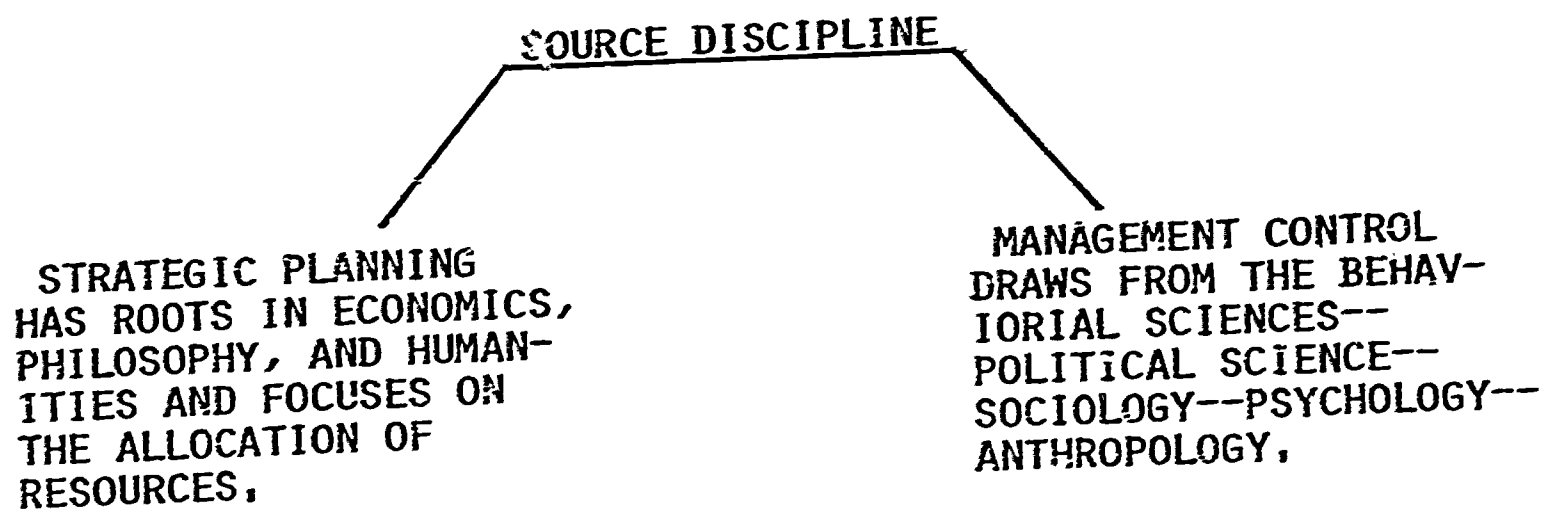 SOURCE DISCIPLINE
STRATEGIC PLANNING
HAS ROOTS IN ECONOMICS,
PHILOSOPHY, AND HUMAN-
ITIES AND FOCUSES ON
THE ALLOCATION OF
RESOURCES.
MANAGEMENT CONTROL
DRAWS FROM THE BEHAV-
IORIAL SCIENCES--
POLITICAL SCIENCE--
SOCIOLOGY--PSYCHOLOGY--
ANTHROPOLOGY.